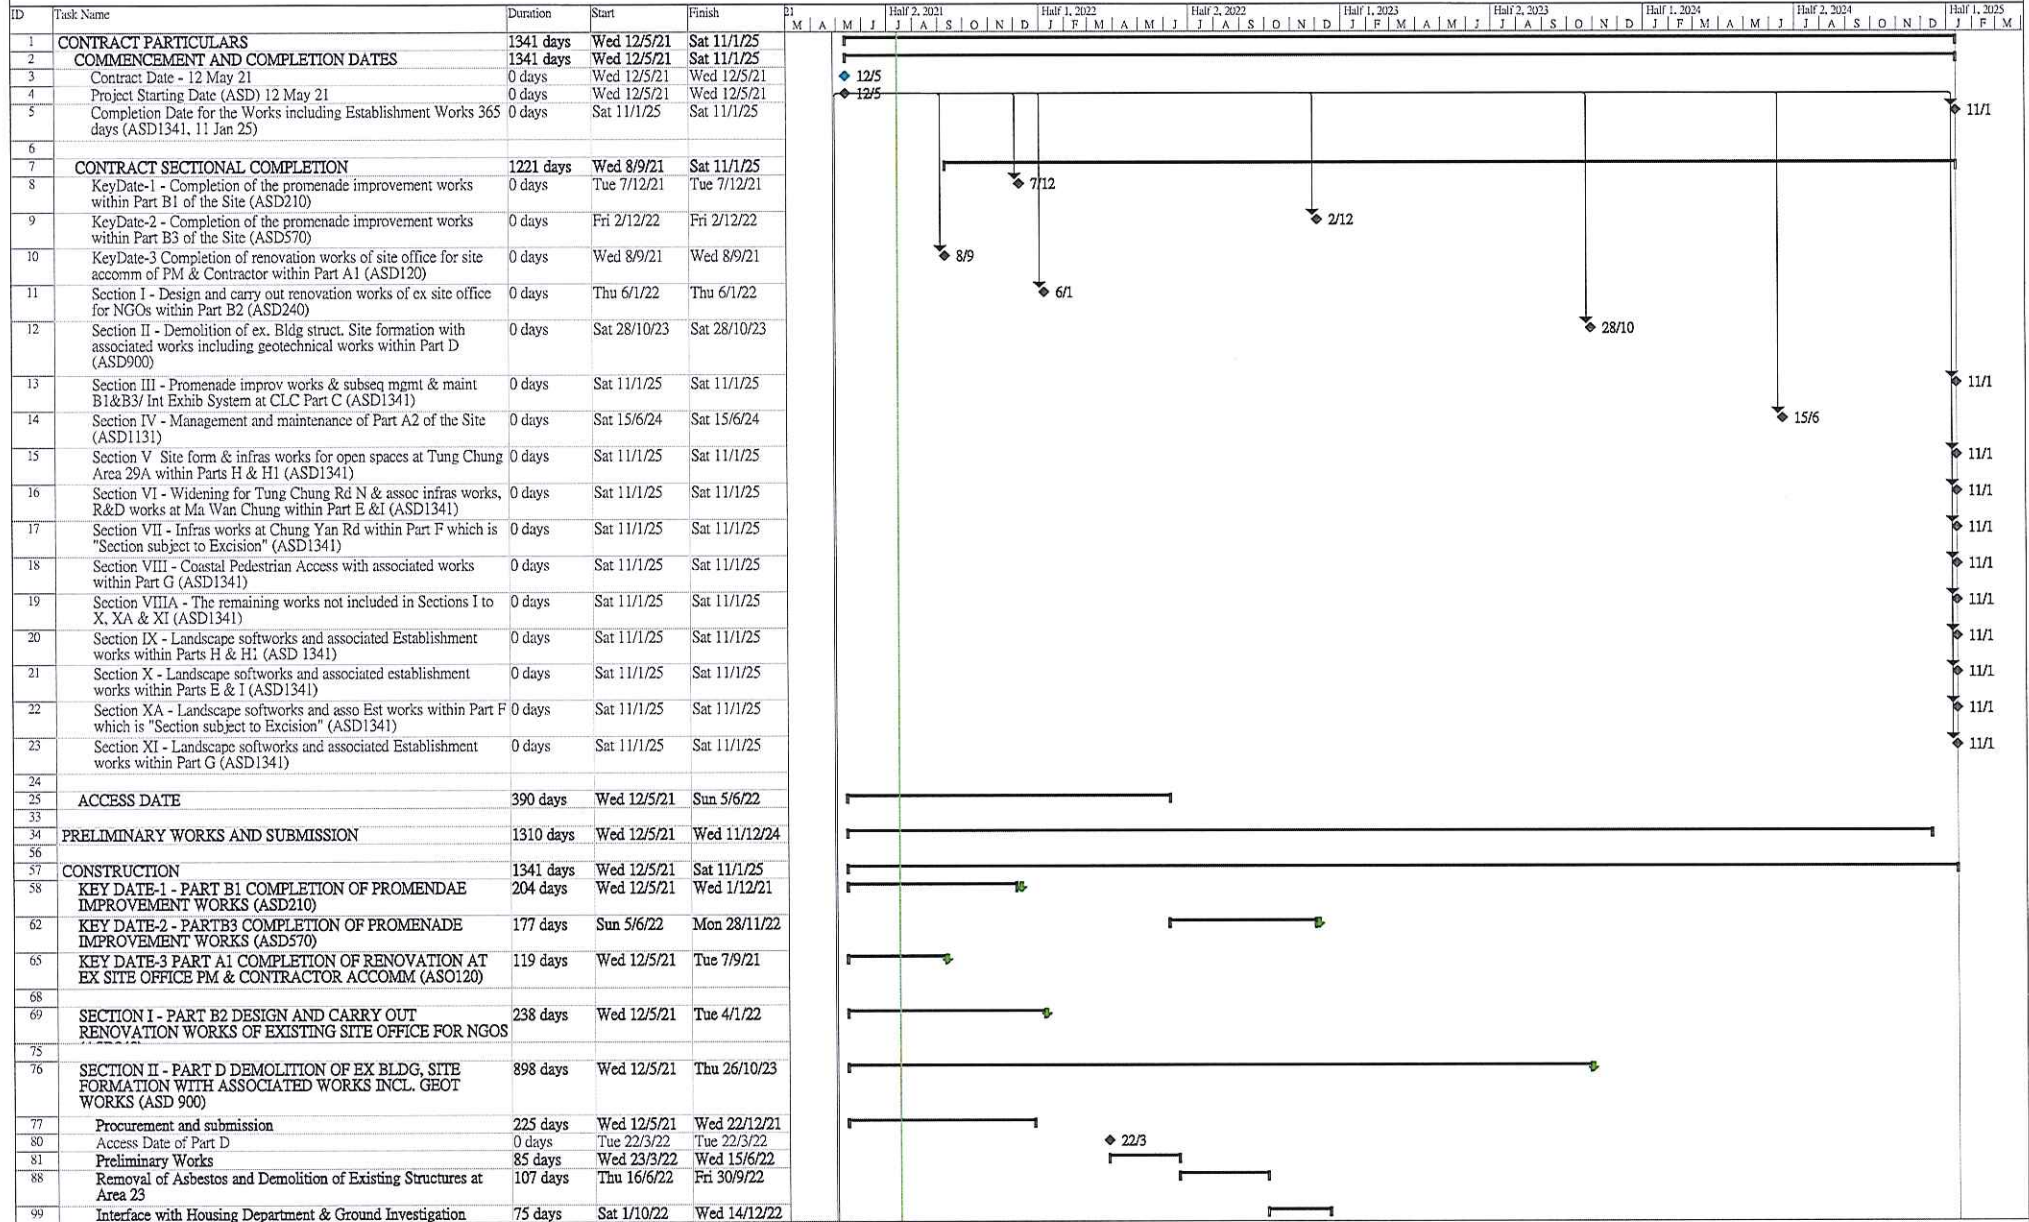 ID Task Name Duration Start Finish 21 Half 2, 2021 Half 1, 2022 Half 2, 2022 Half 1, 2023 Half 2, 2023 Half 1, 2024 Half 2, 2024 Half 1, 2025
M A M J J A S O N D J F M A M J J A S O N D J F M A M J J A S O N D J F M A M J J A S O N D J F M
1 CONTRACT PARTICULARS 1341 days Wed 12/5/21 Sat 11/1/25
2 COMMENCEMENT AND COMPLETION DATES 1341 days Wed 12/5/21 Sat 11/1/25
3 Contract Date - 12 May 21 0 days Wed 12/5/21 Wed 12/5/21 12/5
4 Project Starting Date (ASD) 12 May 21 0 days Wed 12/5/21 Wed 12/5/21 12/5
5 Completion Date for the Works including Establishment Works 365 0 days Sat 11/1/25 Sat 11/1/25 11/1
days (ASD1341, 11 Jan 25)
6
7 CONTRACT SECTIONAL COMPLETION 1221 days Wed 8/9/21 Sat 11/1/25
8 KeyDate-1 - Completion of the promenade improvement works 0 days Tue 7/12/21 Tue 7/12/21 7/12
within Part B1 of the Site (ASD210)
9 KeyDate-2 - Completion of the promenade improvement works 0 days Fri 2/12/22 Fri 2/12/22 2/12
within Part B3 of the Site (ASD570)
10 KeyDate-3 Completion of renovation works of site office for site 0 days Wed 8/9/21 Wed 8/9/21 8/9
accomm of PM & Contractor within Part A1 (ASD120)
11 Section I - Design and carry out renovation works of ex site office 0 days Thu 6/1/22 Thu 6/1/22 6/1
for NGOs within Part B2 (ASD240)
12 Section II - Demolition of ex. Bldg struct. Site formation with 0 days Sat 28/10/23 Sat 28/10/23 28/10
associated works including geotechnical works within Part D
(ASD900)
13 Section III - Promenade improv works & subseq mgmt & maint 0 days Sat 11/1/25 Sat 11/1/25 11/1
B1&B3/ Int Exhib System at CLC Part C (ASD1341)
14 Section IV - Management and maintenance of Part A2 of the Site 0 days Sat 15/6/24 Sat 15/6/24 15/6
(ASD1131)
15 Section V Site form & infras works for open spaces at Tung Chung 0 days Sat 11/1/25 Sat 11/1/25 11/1
Area 29A within Parts H & H1 (ASD1341)
16 Section VI - Widening for Tung Chung Rd N & assoc infras works, 0 days Sat 11/1/25 Sat 11/1/25 11/1
R&D works at Ma Wan Chung within Part E &I (ASD1341)
17 Section VII - Infras works at Chung Yan Rd within Part F which is 0 days Sat 11/1/25 Sat 11/1/25 11/1
"Section subject to Excision" (ASD1341)
18 Section VIII - Coastal Pedestrian Access with associated works 0 days Sat 11/1/25 Sat 11/1/25 11/1
within Part G (ASD1341)
19 Section VIIIA - The remaining works not included in Sections I to 0 days Sat 11/1/25 Sat 11/1/25 11/1
X, XA & XI (ASD1341)
20 Section IX - Landscape softworks and associated Establishment 0 days Sat 11/1/25 Sat 11/1/25 11/1
works within Parts H & H1 (ASD 1341)
21 Section X - Landscape softworks and associated establishment 0 days Sat 11/1/25 Sat 11/1/25 11/1
works within Parts E & I (ASD1341)
22 Section XA - Landscape softworks and asso Est works within Part F 0 days Sat 11/1/25 Sat 11/1/25 11/1
which is "Section subject to Excision" (ASD1341)
23 Section XI - Landscape softworks and associated Establishment 0 days Sat 11/1/25 Sat 11/1/25 11/1
works within Part G (ASD1341)
24
25 ACCESS DATE 390 days Wed 12/5/21 Sun 5/6/22
33
34 PRELIMINARY WORKS AND SUBMISSION 1310 days Wed 12/5/21 Wed 11/12/24
56
57 CONSTRUCTION 1341 days Wed 12/5/21 Sat 11/1/25
58 KEY DATE-1 - PART B1 COMPLETION OF PROMENDAE 204 days Wed 12/5/21 Wed 1/12/21
IMPROVEMENT WORKS (ASD210)
62 KEY DATE-2 - PARTB3 COMPLETION OF PROMENADE 177 days Sun 5/6/22 Mon 28/11/22
IMPROVEMENT WORKS (ASD570)
65 KEY DATE-3 PART A1 COMPLETION OF RENOVATION AT 119 days Wed 12/5/21 Tue 7/9/21
EX SITE OFFICE PM & CONTRACTOR ACCOMM (ASO120)
68
69 SECTION I - PART B2 DESIGN AND CARRY OUT 238 days Wed 12/5/21 Tue 4/1/22
RENOVATION WORKS OF EXISTING SITE OFFICE FOR NGOS
75
76 SECTION II - PART D DEMOLITION OF EX BLDG, SITE 898 days Wed 12/5/21 Thu 26/10/23
FORMATION WITH ASSOCIATED WORKS INCL. GEOT
WORKS (ASD 900)
77 Procurement and submission 225 days Wed 12/5/21 Wed 22/12/21
80 Access Date of Part D 0 days Tue 22/3/22 Tue 22/3/22 22/3
81 Preliminary Works 85 days Wed 23/3/22 Wed 15/6/22
88 Removal of Asbestos and Demolition of Existing Structures at 107 days Thu 16/6/22 Fri 30/9/22
Area 23
99 Interface with Housing Department & Ground Investigation 75 days Sat 1/10/22 Wed 14/12/22